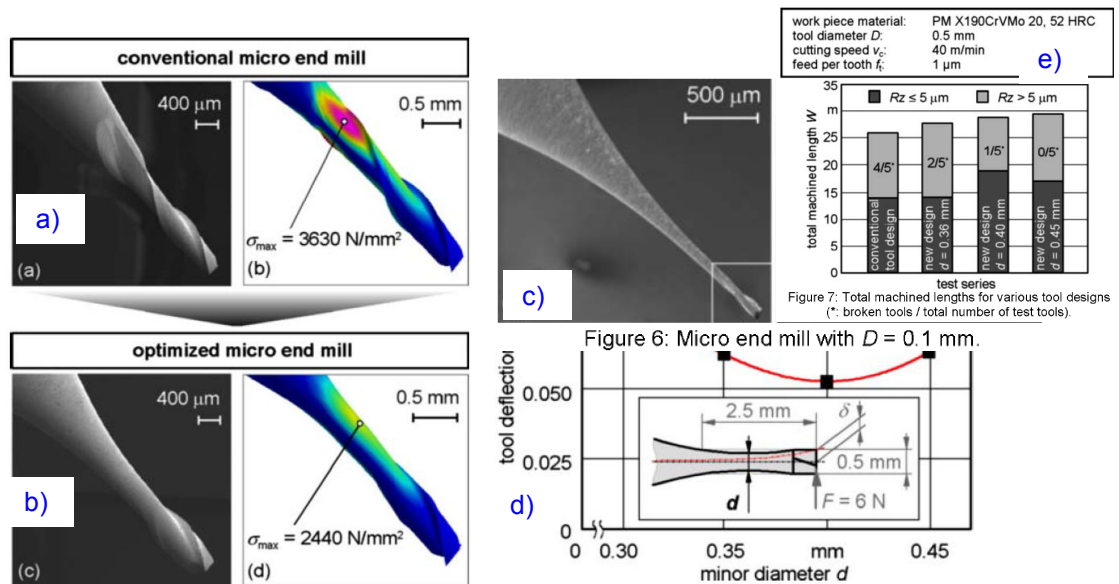 conventional micro end mill
400 µm
a)
(a)
0.5 mm
σmax = 3630 N/mm²
(b)
optimized micro end mill
400 µm
b)
(c)
0.5 mm
σmax = 2440 N/mm²
(d)
500 µm
c)
Figure 6: Micro end mill with D = 0.1 mm.
work piece material: PM X190CrVMo 20, 52 HRC
tool diameter D: 0.5 mm
cutting speed vc: 40 m/min
feed per tooth ft: 1 µm
e)
total machined length W
35
m
25
20
15
10
5
0
Rz ≤ 5 µm
Rz > 5 µm
4/5*
2/5*
1/5*
0/5*
conventional
tool design
new design
d = 0.36 mm
new design
d = 0.40 mm
new design
d = 0.45 mm
test series
Figure 7: Total machined lengths for various tool designs
(*: broken tools / total number of test tools).
tool deflection
0.050
0.025
0
2.5 mm
δ
0.5 mm
d
F = 6 N
d)
0 0.30 0.35 mm 0.45
minor diameter d